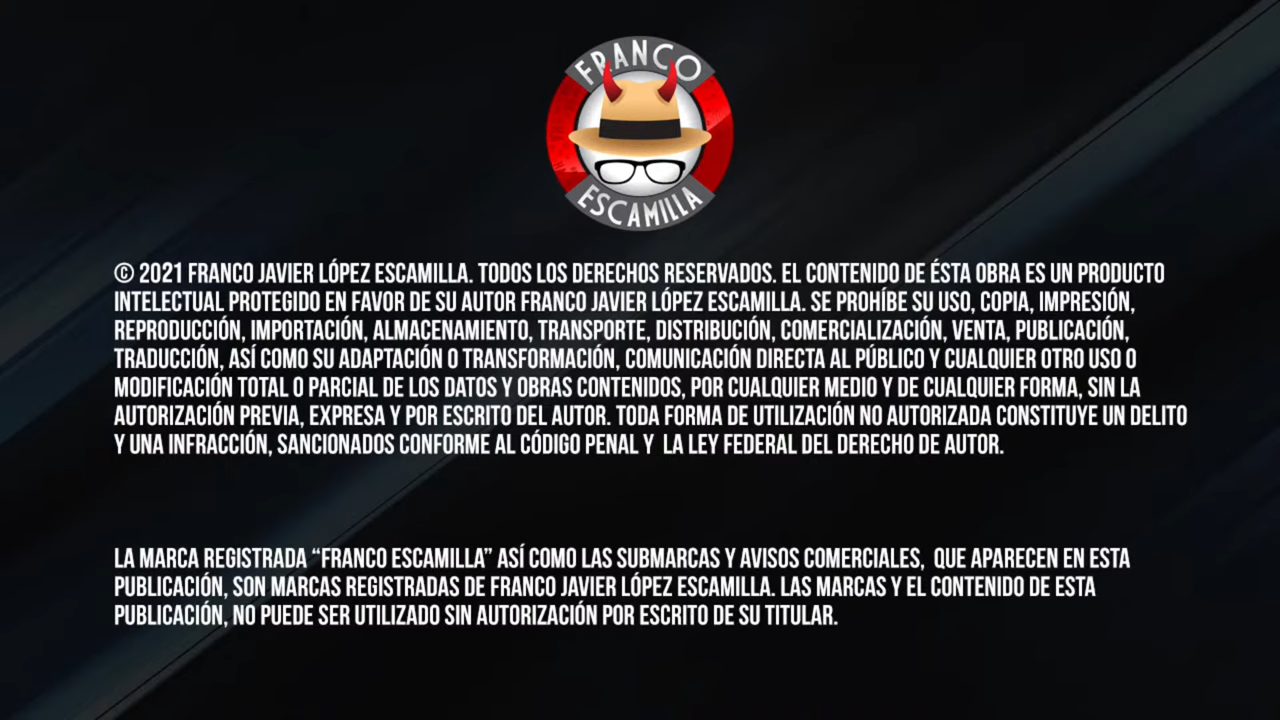 FRANCO
ESCAMILLA
© 2021 FRANCO JAVIER LÓPEZ ESCAMILLA. TODOS LOS DERECHOS RESERVADOS. EL CONTENIDO DE ÉSTA OBRA ES UN PRODUCTO
INTELECTUAL PROTEGIDO EN FAVOR DE SU AUTOR FRANCO JAVIER LÓPEZ ESCAMILLA. SE PROHÍBE SU USO, COPIA, IMPRESIÓN,
REPRODUCCIÓN, IMPORTACIÓN, ALMACENAMIENTO, TRANSPORTE, DISTRIBUCIÓN, COMERCIALIZACIÓN, VENTA, PUBLICACIÓN,
TRADUCCIÓN, ASÍ COMO SU ADAPTACIÓN O TRANSFORMACIÓN, COMUNICACIÓN DIRECTA AL PÚBLICO Y CUALQUIER OTRO USO O
MODIFICACIÓN TOTAL O PARCIAL DE LOS DATOS Y OBRAS CONTENIDOS, POR CUALQUIER MEDIO Y DE CUALQUIER FORMA, SIN LA
AUTORIZACIÓN PREVIA, EXPRESA Y POR ESCRITO DEL AUTOR. TODA FORMA DE UTILIZACIÓN NO AUTORIZADA CONSTITUYE UN DELITO
Y UNA INFRACCIÓN, SANCIONADOS CONFORME AL CÓDIGO PENAL Y LA LEY FEDERAL DEL DERECHO DE AUTOR.
LA MARCA REGISTRADA “FRANCO ESCAMILLA” ASÍ COMO LAS SUBMARCAS Y AVISOS COMERCIALES, QUE APARECEN EN ESTA
PUBLICACIÓN, SON MARCAS REGISTRADAS DE FRANCO JAVIER LÓPEZ ESCAMILLA. LAS MARCAS Y EL CONTENIDO DE ESTA
PUBLICACIÓN, NO PUEDE SER UTILIZADO SIN AUTORIZACIÓN POR ESCRITO DE SU TITULAR.